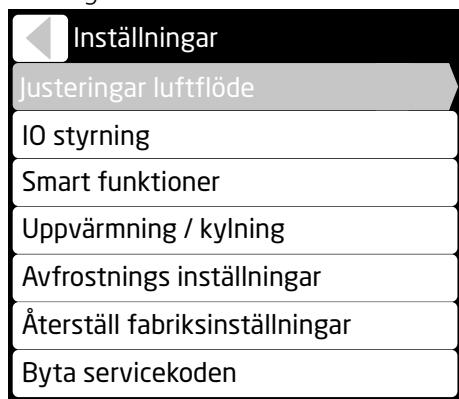 Inställningar
Justeringar luftflöde
IO styrning
Smart funktioner
Uppvärmning / kylning
Avfrostnings inställningar
Återställ fabriksinställningar
Byta servicekoden